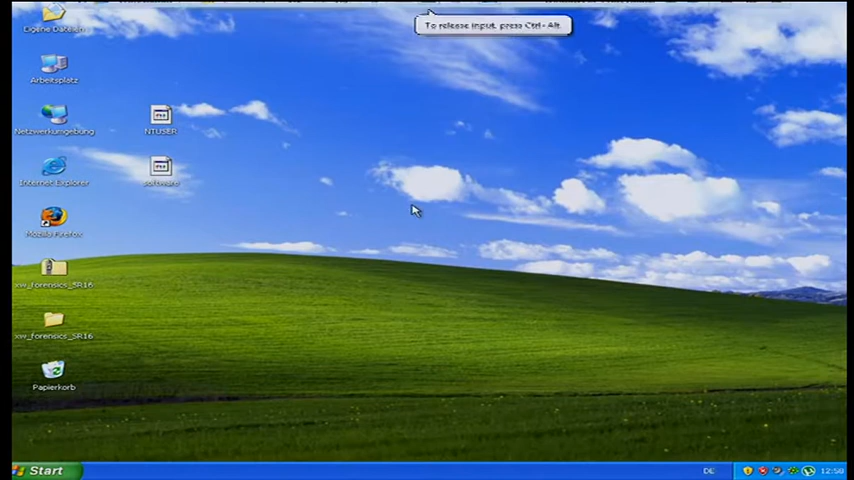 To release input, press Ctrl+Alt.
Eigene Dateien
Arbeitsplatz
Netzwerkumgebung
NTUSER
Internet Explorer
software
Mozilla Firefox
xw_forensics_SR16
xw_forensics_SR16
Papierkorb
Start
DE
12:50